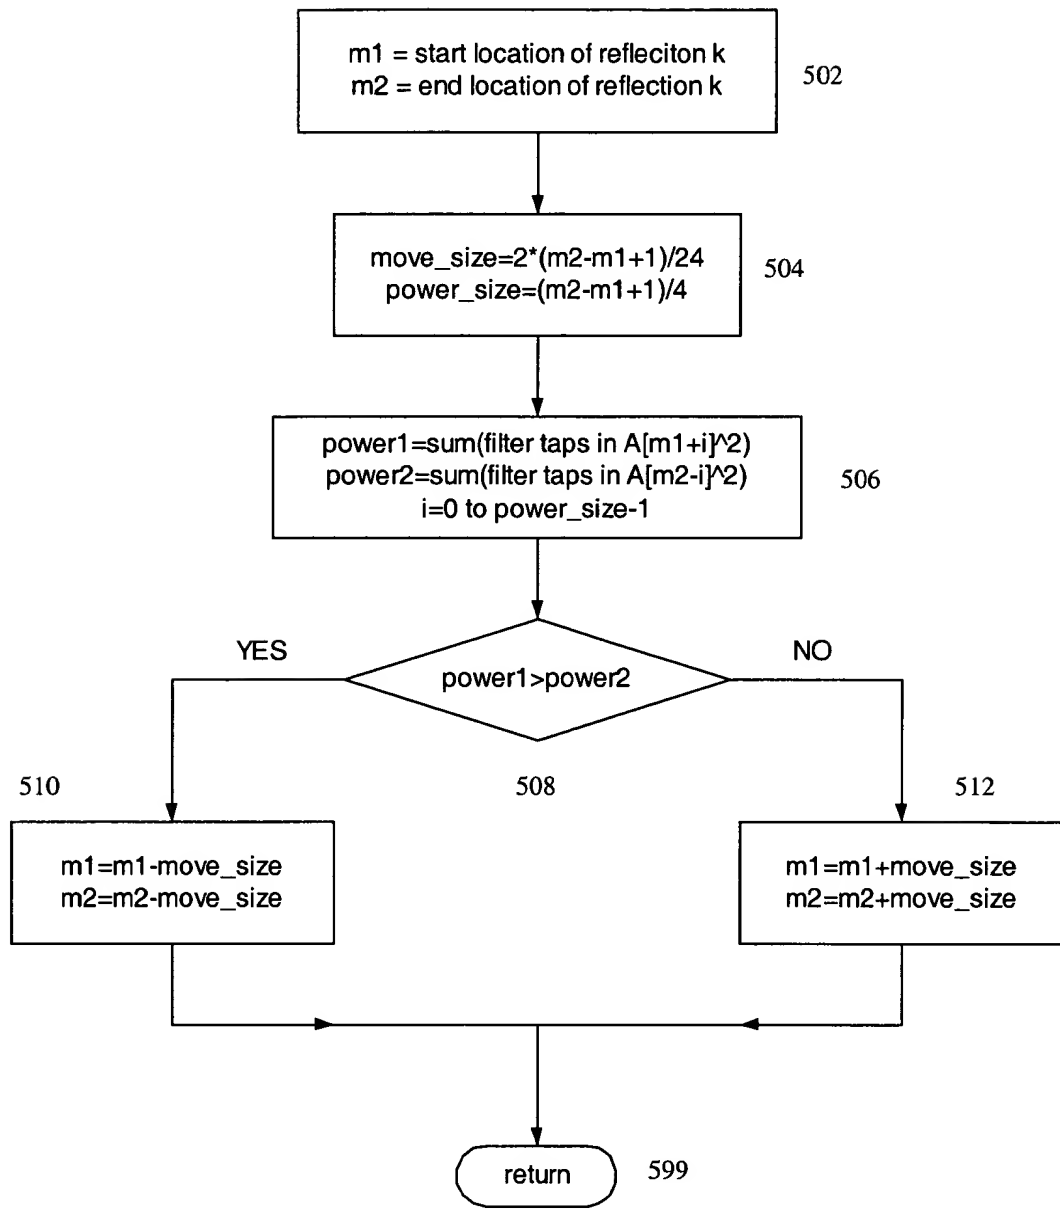 m1 = start location of refleciton k
m2 = end location of reflection k
502
move_size=2*(m2-m1+1)/24
power_size=(m2-m1+1)/4
504
power1=sum(filter taps in A[m1+i]^2)
power2=sum(filter taps in A[m2-i]^2)
i=0 to power_size-1
506
YES
NO
power1>power2
510
508
512
m1=m1-move_size
m2=m2-move_size
m1=m1+move_size
m2=m2+move_size
return
599